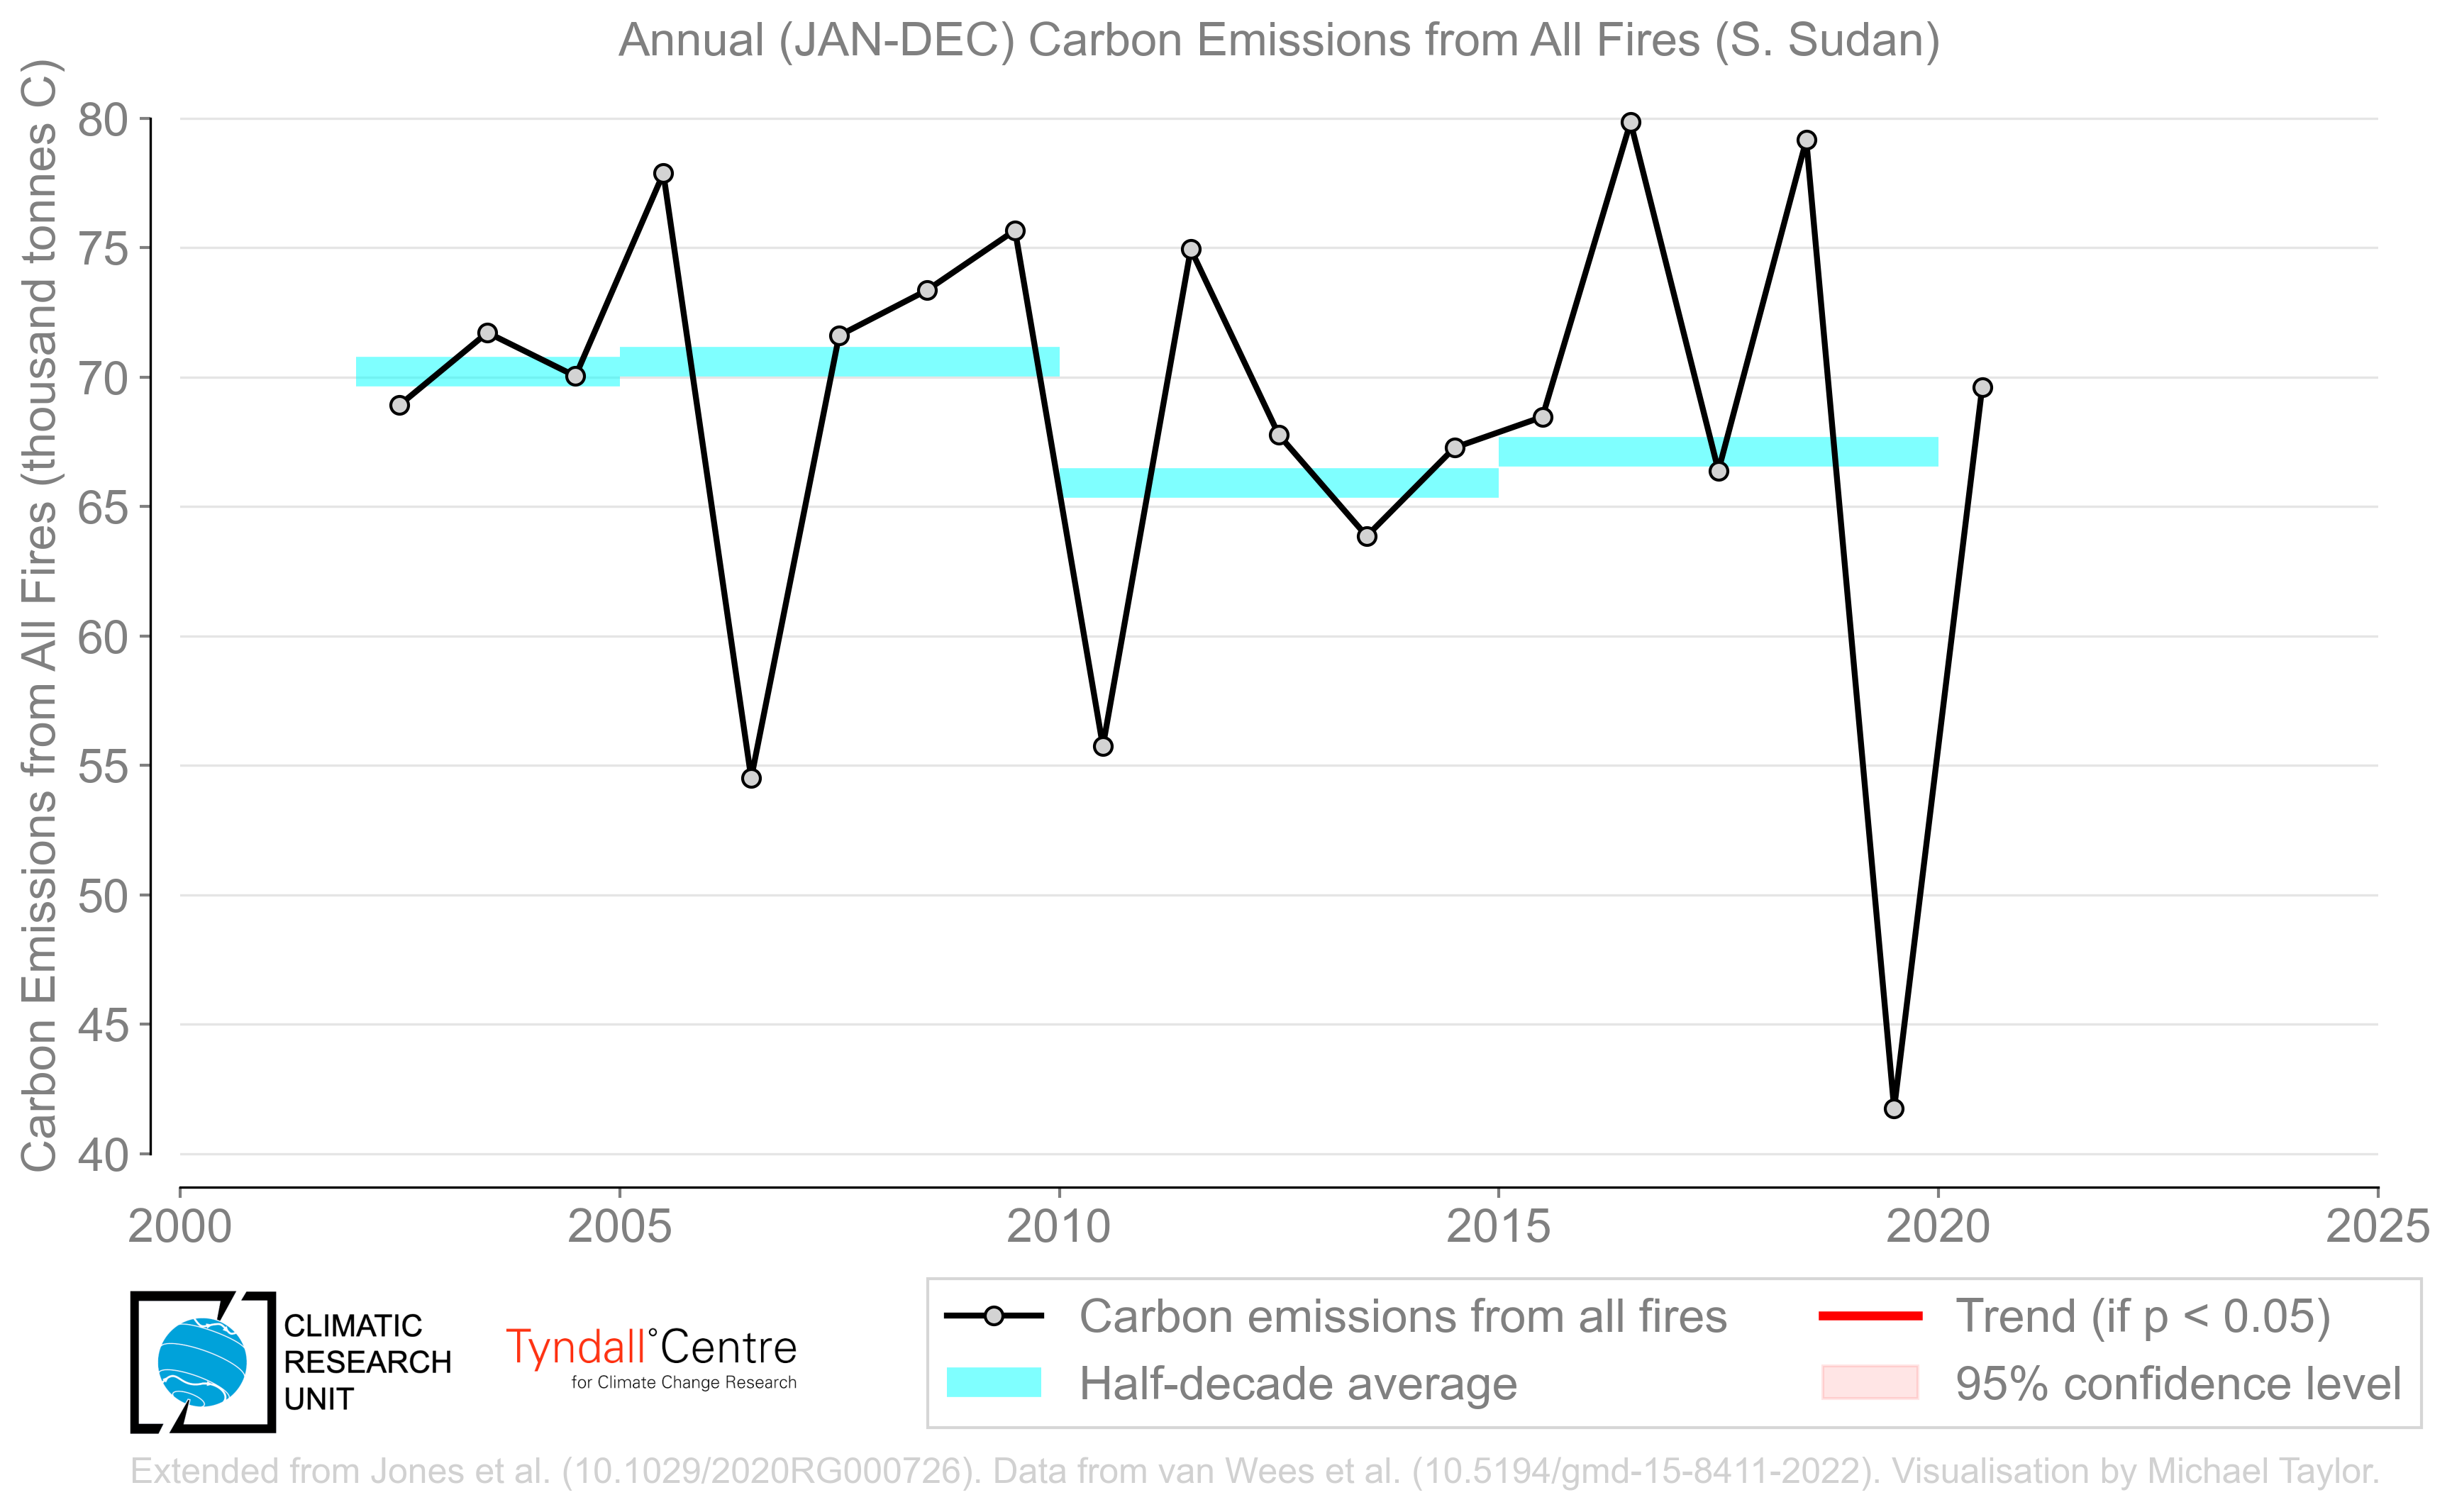 Annual (JAN-DEC) Carbon Emissions from All Fires (S. Sudan)
Carbon Emissions from All Fires (thousand tonnes C)
80
75
70
65
60
55
50
45
40
2000 2005 2010 2015 2020 2025
CLIMATIC
RESEARCH
UNIT
Tyndall°Centre
for Climate Change Research
Carbon emissions from all fires
Half-decade average
Trend (if p < 0.05)
95% confidence level
Extended from Jones et al. (10.1029/2020RG000726). Data from van Wees et al. (10.5194/gmd-15-8411-2022). Visualisation by Michael Taylor.